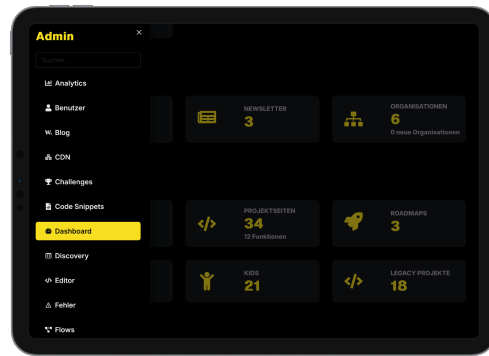 Admin
×
Suchen...
Analytics
Benutzer
Blog
CDN
Challenges
Code Snippets
Dashboard
Discovery
Editor
Fehler
Flows
NEWSLETTER
3
ORGANISATIONEN
6
0 neue Organisationen
PROJEKTSEITEN
34
12 Funktionen
ROADMAPS
3
KIDS
21
LEGACY PROJEKTE
18